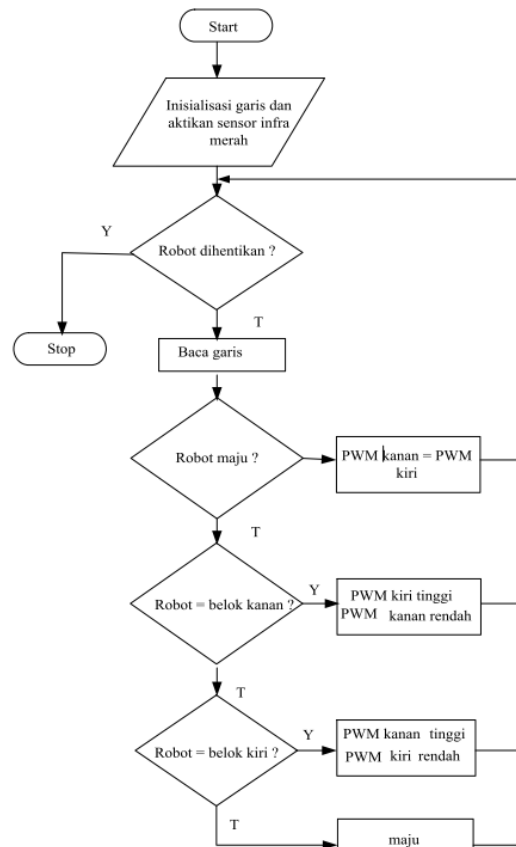 Start
Inisialisasi garis dan
aktikan sensor infra
merah
Y
Robot dihentikan ?
T
Stop
Baca garis
Robot maju ?
PWM kanan = PWM
kiri
T
Robot = belok kanan ?
Y
PWM kiri tinggi
PWM kanan rendah
T
Robot = belok kiri ?
Y
PWM kanan tinggi
PWM kiri rendah
T
maju